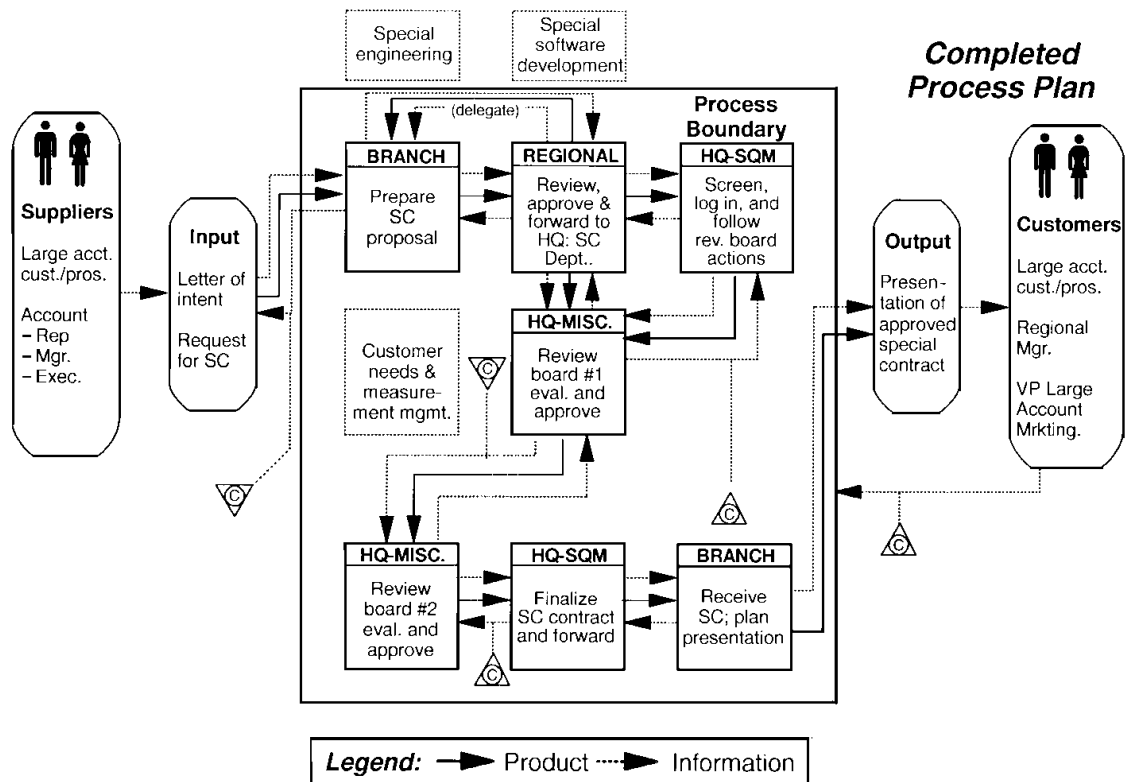 Special
engineering
Special
software
development
Completed
Process Plan
(delegate)
Process
Boundary
Suppliers
Large acct.
cust./pros.
Account
– Rep
– Mgr.
– Exec.
Input
Letter of
intent
Request
for SC
BRANCH
Prepare
SC
proposal
REGIONAL
Review,
approve &
forward to
HQ: SC
Dept..
HQ-SQM
Screen,
log in, and
follow
rev. board
actions
Output
Presen-
tation of
approved
special
contract
Customers
Large acct.
cust./pros.
Regional
Mgr.
VP Large
Account
Mrkting.
Customer
needs &
measure-
ment mgmt.
C
HQ-MISC.
Review
board #1
eval. and
approve
C
C
C
HQ-MISC.
Review
board #2
eval. and
approve
HQ-SQM
Finalize
SC contract
and forward
BRANCH
Receive
SC; plan
presentation
C
Legend: Product Information